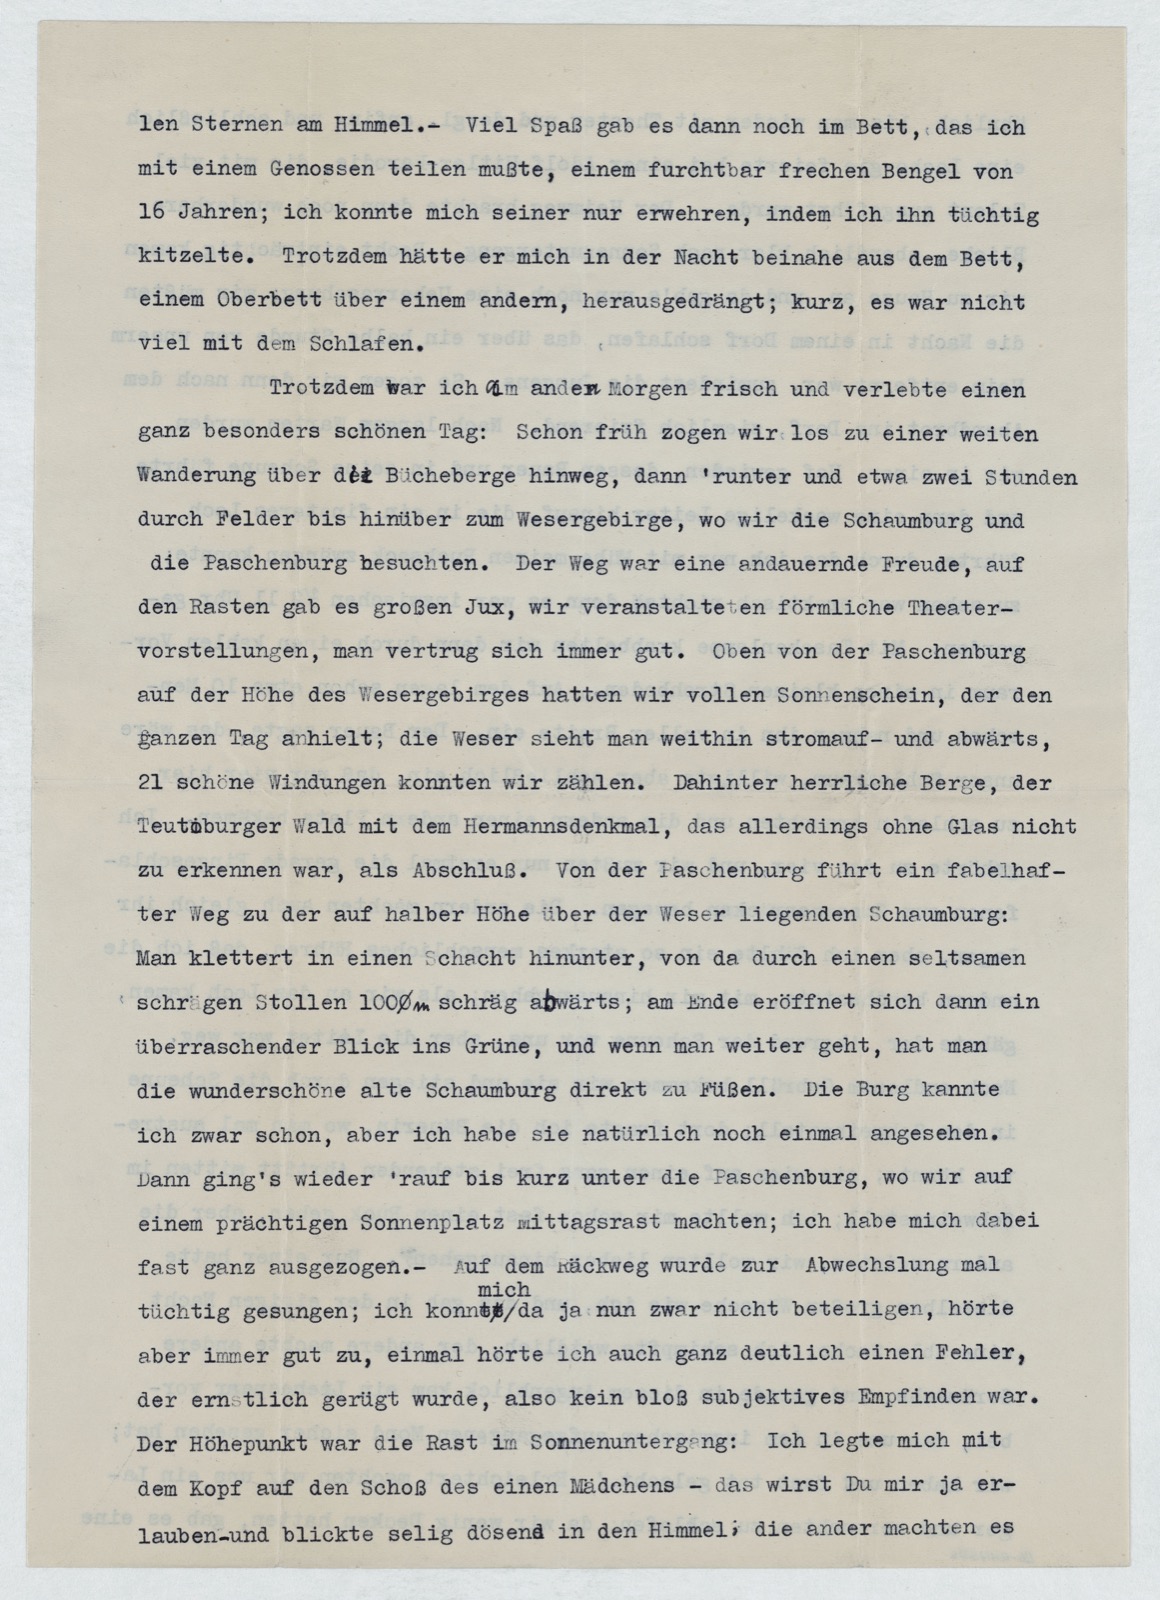 len Sternen am Himmel.- Viel Spaß gab es dann noch im Bett, das ich
mit einem Genossen teilen mußte, einem furchtbar frechen Bengel von
16 Jahren; ich konnte mich seiner nur erwehren, indem ich ihn tüchtig
kitzelte. Trotzdem hätte er mich in der Nacht beinahe aus dem Bett,
einem Oberbett über einem andern, herausgedrängt; kurz, es war nicht
viel mit dem Schlafen.
Trotzdem war ich am anden Morgen frisch und verlebte einen
ganz besonders schönen Tag: Schon früh zogen wir los zu einer weiten
Wanderung über die Bücheberge hinweg, dann 'runter und etwa zwei Stunden
durch Felder bis hinüber zum Wesergebirge, wo wir die Schaumburg und
die Paschenburg besuchten. Der Weg war eine andauernde Freude, auf
den Rasten gab es großen Jux, wir veranstalteten förmliche Theater-
vorstellungen, man vertrug sich immer gut. Oben von der Paschenburg
auf der Höhe des Wesergebirges hatten wir vollen Sonnenschein, der den
ganzen Tag anhielt; die Weser sieht man weithin stromauf- und abwärts,
21 schöne Windungen konnten wir zählen. Dahinter herrliche Berge, der
Teutoburger Wald mit dem Hermannsdenkmal, das allerdings ohne Glas nicht
zu erkennen war, als Abschluß. Von der Paschenburg führt ein fabelhaf-
ter Weg zu der auf halber Höhe über der Weser liegenden Schaumburg:
Man klettert in einen Schacht hinunter, von da durch einen seltsamen
schrägen Stollen 100m schräg abwärts; am Ende eröffnet sich dann ein
überraschender Blick ins Grüne, und wenn man weiter geht, hat man
die wunderschöne alte Schaumburg direkt zu Füßen. Die Burg kannte
ich zwar schon, aber ich habe sie natürlich noch einmal angesehen.
Dann ging's wieder 'rauf bis kurz unter die Paschenburg, wo wir auf
einem prächtigen Sonnenplatz mittagsrast machten; ich habe mich dabei
fast ganz ausgezogen.- Auf dem Räckweg wurde zur Abwechslung mal
mich
tüchtig gesungen; ich konnte/da ja nun zwar nicht beteiligen, hörte
aber immer gut zu, einmal hörte ich auch ganz deutlich einen Fehler,
der ernstlich gerügt wurde, also kein bloß subjektives Empfinden war.
Der Höhepunkt war die Rast im Sonnenuntergang: Ich legte mich mit
dem Kopf auf den Schoß des einen Mädchens - das wirst Du mir ja er-
lauben-und blickte selig dösend in den Himmel; die ander machten es